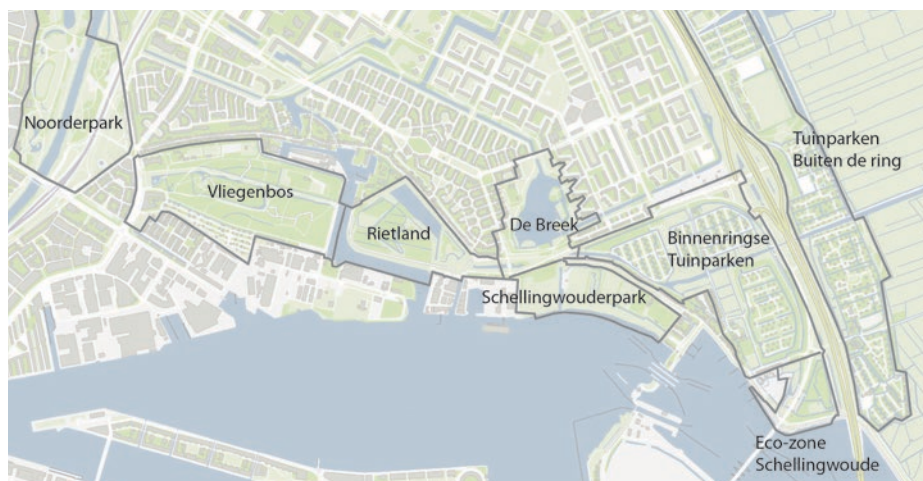 Noorderpark
Vliegenbos
Rietland
De Breek
Schellingwouderpark
Binnenringse
Tuinparken
Tuinparken
Buiten de ring
Eco-zone
Schellingwoude